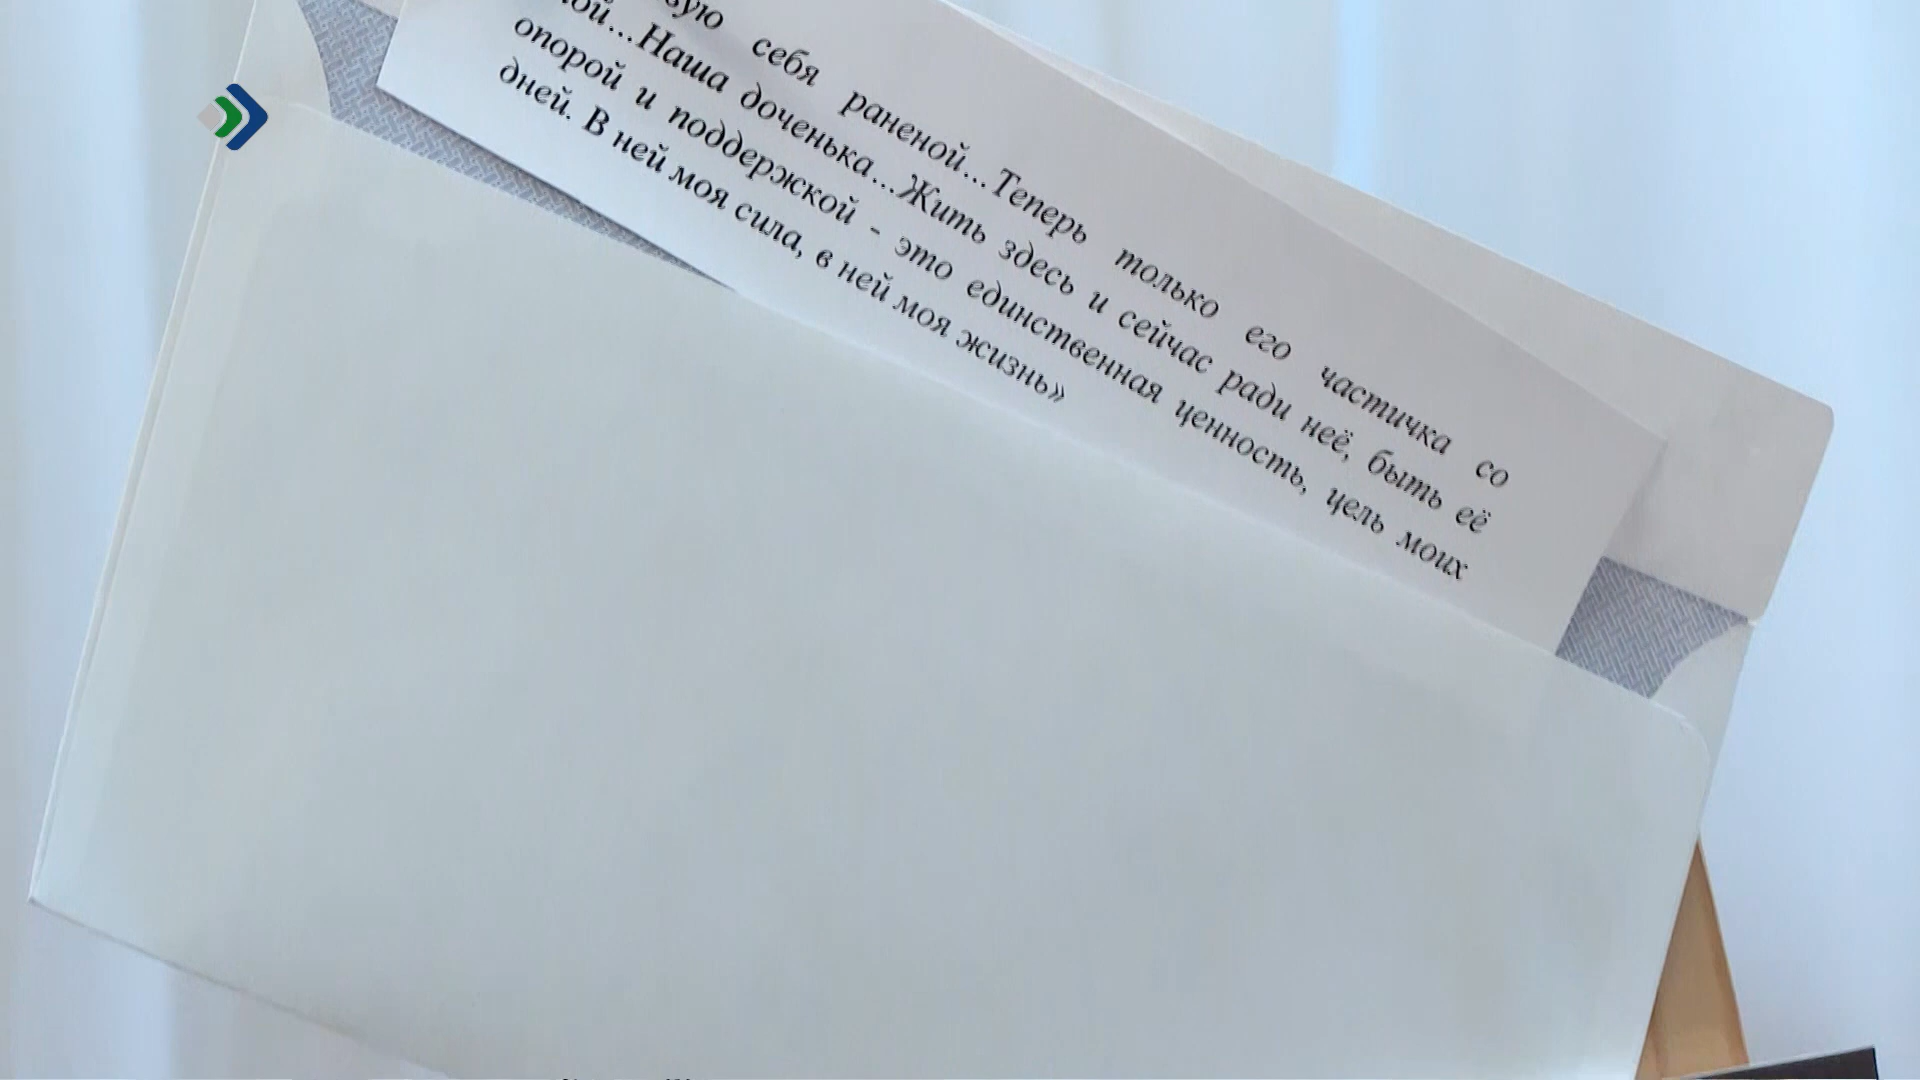 себя раненой...Теперь только его частичка со
Наша доченька...Жить здесь и сейчас ради неё, быть её
опорой и поддержкой - это единственная ценность, цель моих
дней. В ней моя сила, в ней моя жизнь»